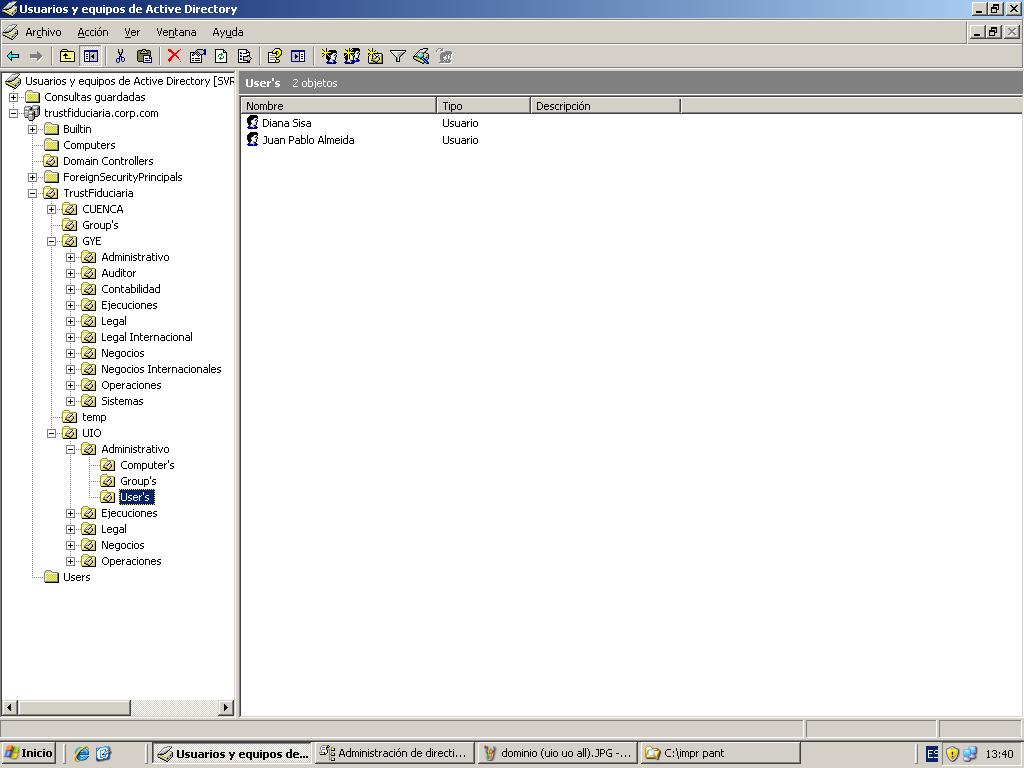 Usuarios y equipos de Active Directory
Archivo Acción Ver Ventana Ayuda
Usuarios y equipos de Active Directory [SVR
Consultas guardadas
trustfiduciaria.corp.com
Builtin
Computers
Domain Controllers
ForeignSecurityPrincipals
TrustFiduciaria
CUENCA
Group's
GYE
Administrativo
Auditor
Contabilidad
Ejecuciones
Legal
Legal Internacional
Negocios
Negocios Internacionales
Operaciones
Sistemas
temp
UIO
Administrativo
Computer's
Group's
User's
Ejecuciones
Legal
Negocios
Operaciones
Users
User's 2 objetos
Nombre Tipo Descripción
Diana Sisa Usuario
Juan Pablo Almeida Usuario
Inicio Usuarios y equipos de... Administración de directi... dominio (uio uo all).JPG -... C:\impr pant ES 13:40